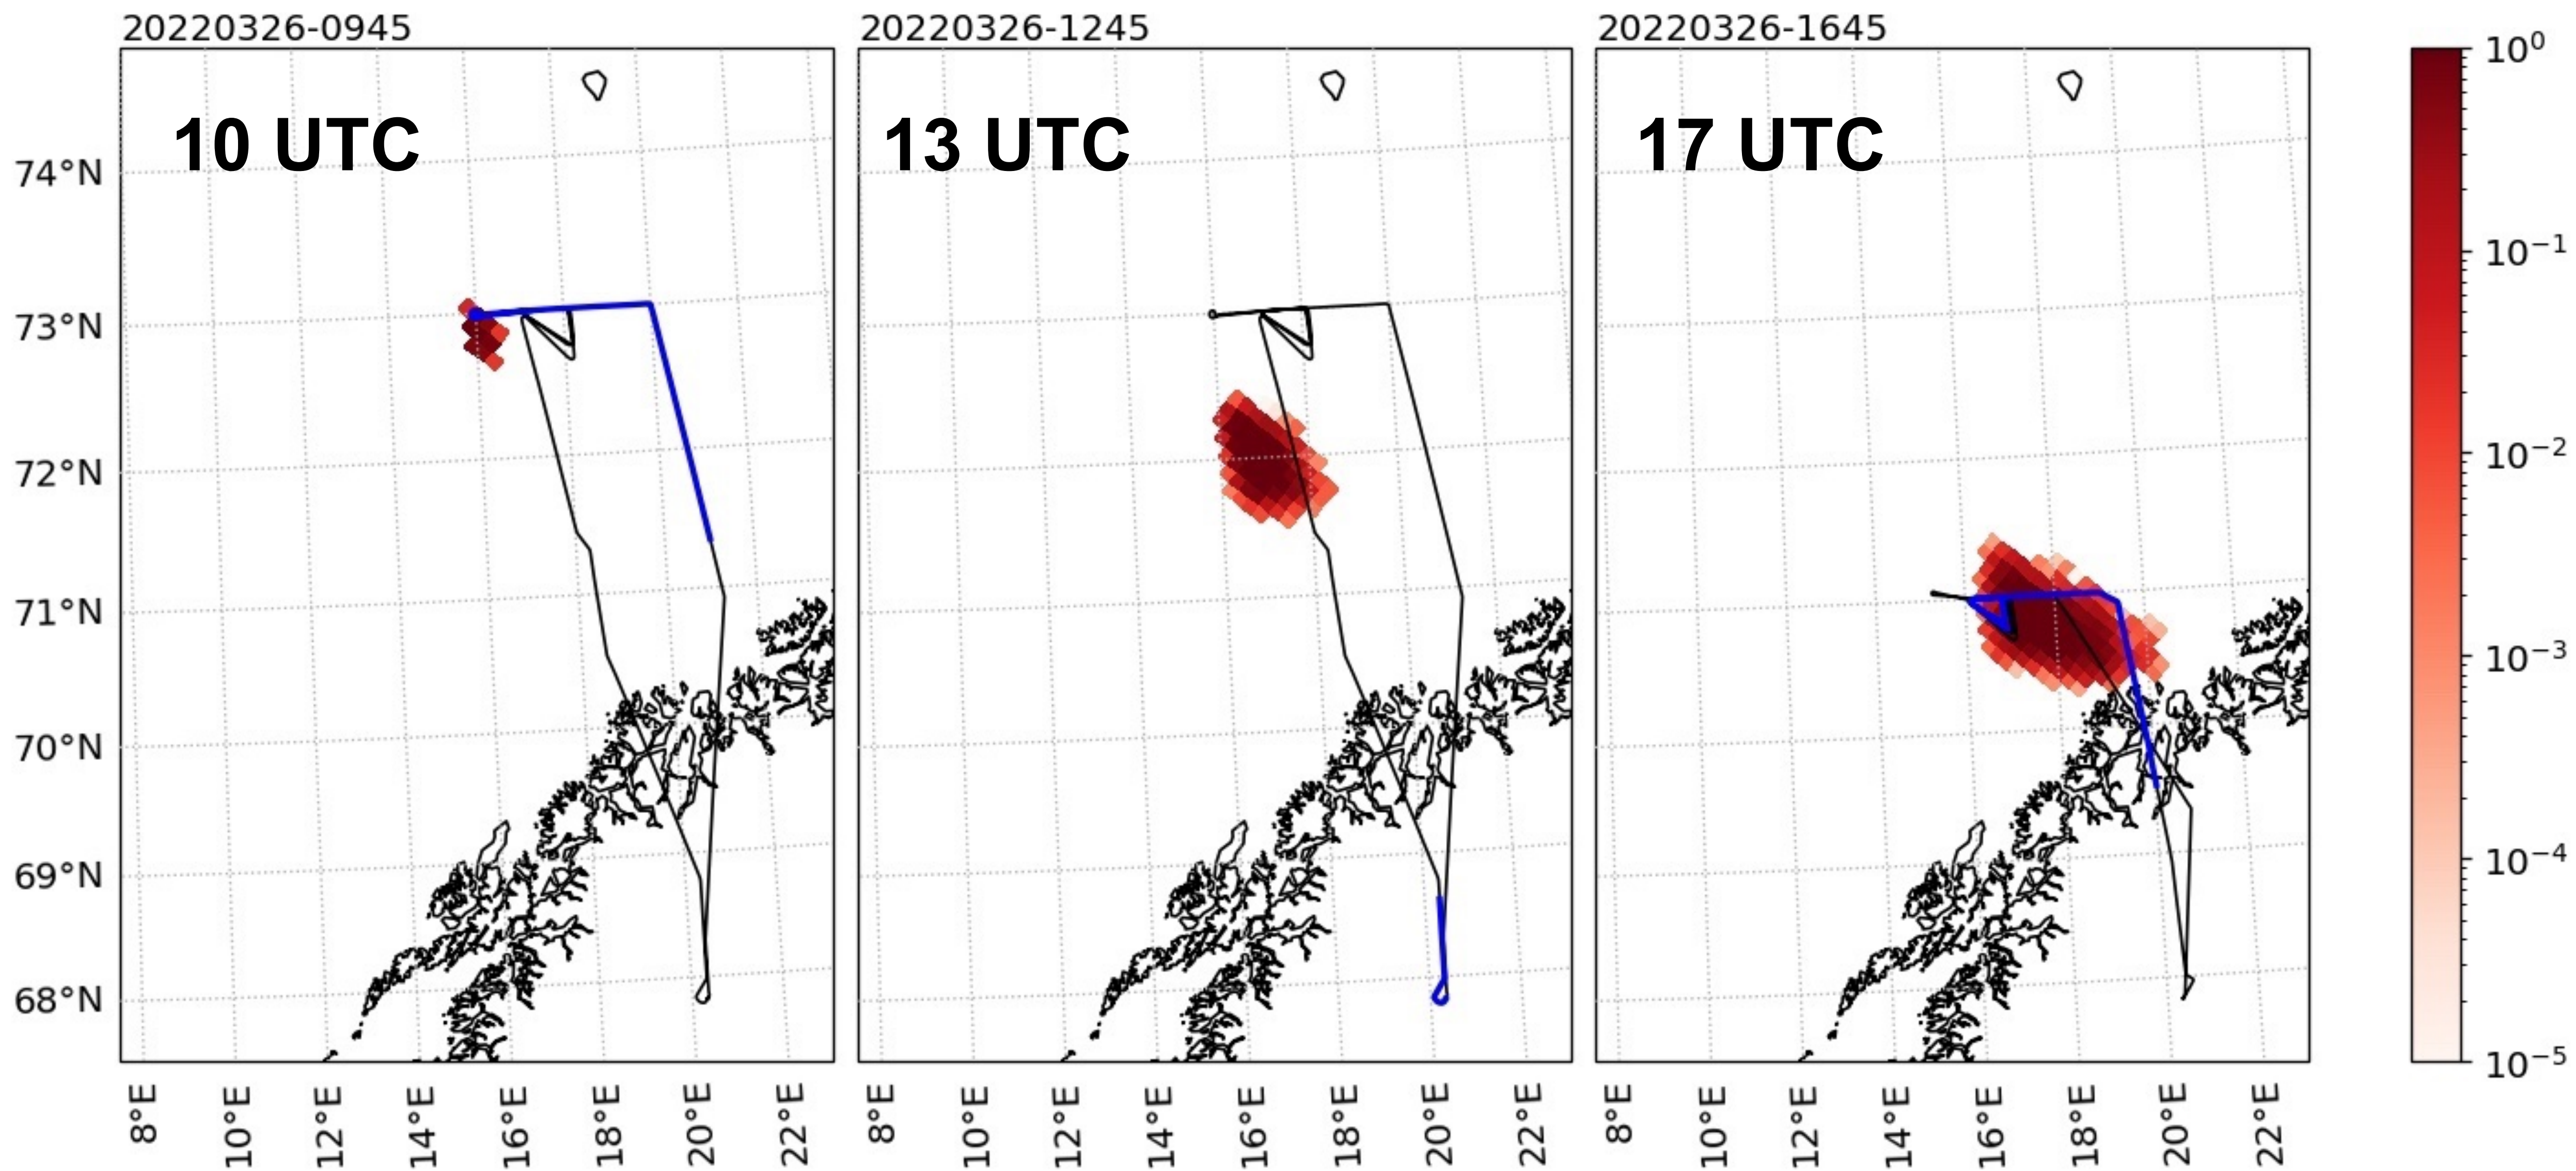 20220326-0945
20220326-1245
20220326-1645
10 UTC
13 UTC
17 UTC
74°N
73°N
72°N
71°N
70°N
69°N
68°N
8°E 10°E 12°E 14°E 16°E 18°E 20°E 22°E
8°E 10°E 12°E 14°E 16°E 18°E 20°E 22°E
8°E 10°E 12°E 14°E 16°E 18°E 20°E 22°E
10⁰
10⁻¹
10⁻²
10⁻³
10⁻⁴
10⁻⁵